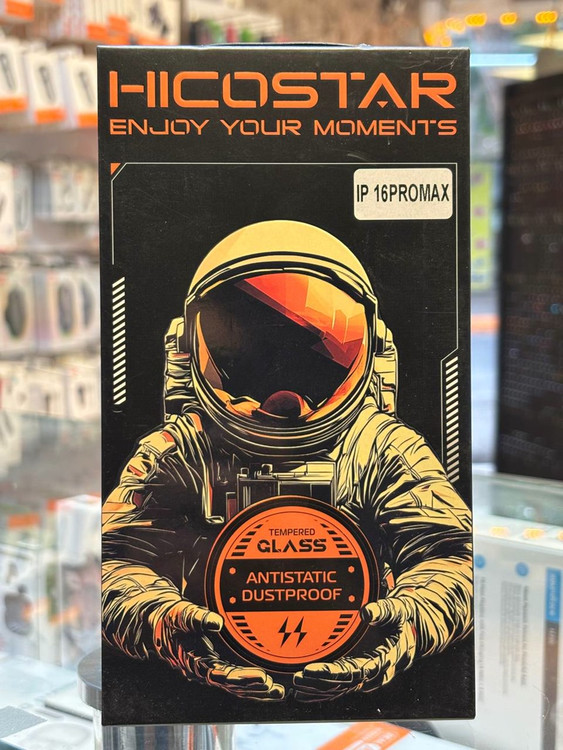 HICOSTAR
ENJOY YOUR MOMENTS
IP 16PROMAX
TEMPERED
GLASS
ANTISTATIC
DUSTPROOF